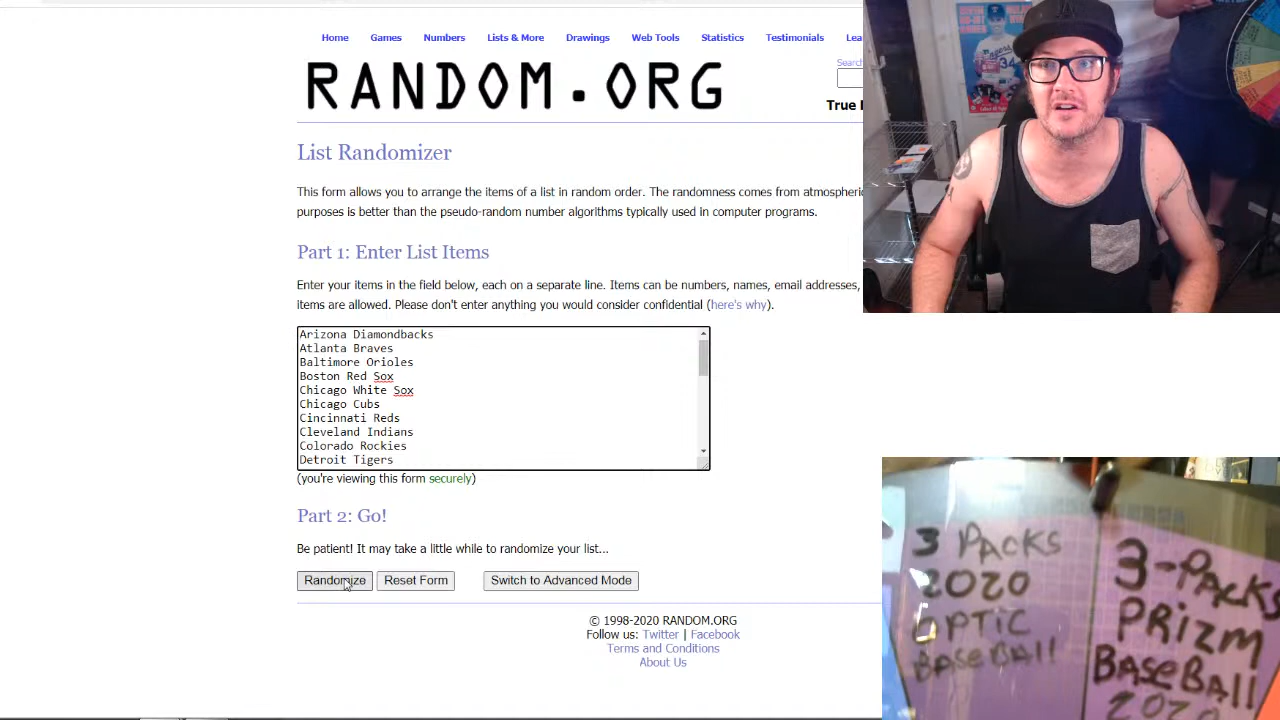 Home Games Numbers Lists & More Drawings Web Tools Statistics Testimonials Lea
RANDOM.ORG
Search
True
List Randomizer
This form allows you to arrange the items of a list in random order. The randomness comes from atmospheric
purposes is better than the pseudo-random number algorithms typically used in computer programs.
Part 1: Enter List Items
Enter your items in the field below, each on a separate line. Items can be numbers, names, email addresses,
items are allowed. Please don't enter anything you would consider confidential (here's why).
Arizona Diamondbacks
Atlanta Braves
Baltimore Orioles
Boston Red Sox
Chicago White Sox
Chicago Cubs
Cincinnati Reds
Cleveland Indians
Colorado Rockies
Detroit Tigers
(you're viewing this form securely)
Part 2: Go!
Be patient! It may take a little while to randomize your list...
Randomize Reset Form Switch to Advanced Mode
© 1998-2020 RANDOM.ORG
Follow us: Twitter | Facebook
Terms and Conditions
About Us
34
3 PACKS
2020
OPTIC
BASEBAll
3-PACKS
PRIZM
BASEBAll
2020